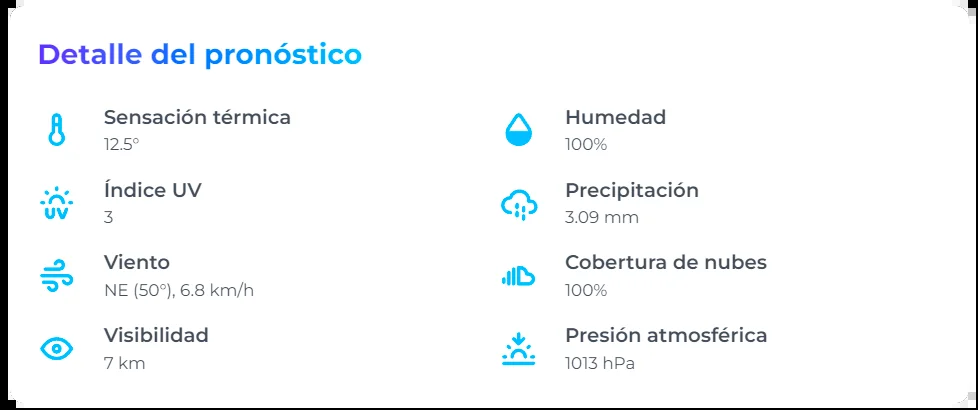 Detalle del pronóstico
Sensación térmica
12.5°
Humedad
100%
Índice UV
3
Precipitación
3.09 mm
Viento
NE (50°), 6.8 km/h
Cobertura de nubes
100%
Visibilidad
7 km
Presión atmosférica
1013 hPa
UV